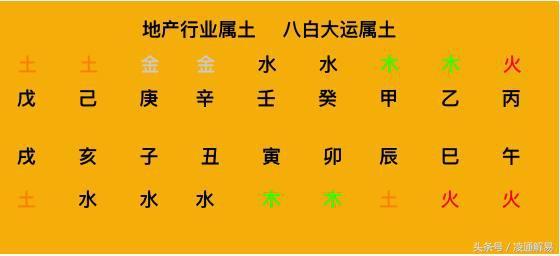 地产行业属土 八白大运属土
土 土 金 金 水 水 木 木 火
戊 己 庚 辛 壬 癸 甲 乙 丙
戌 亥 子 丑 寅 卯 辰 巳 午
土 水 水 水 木 木 土 火 火
头条号 / 凌通解易